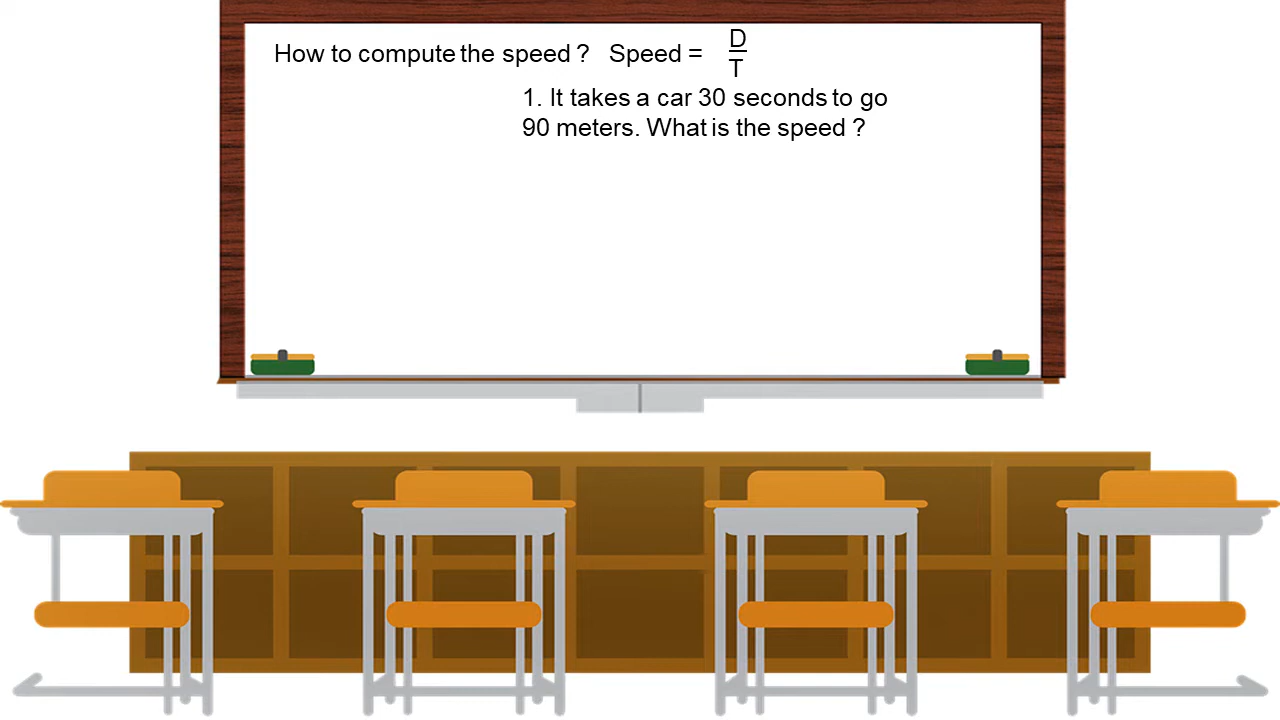 How to compute the speed ? Speed = D/T
1. It takes a car 30 seconds to go
90 meters. What is the speed ?